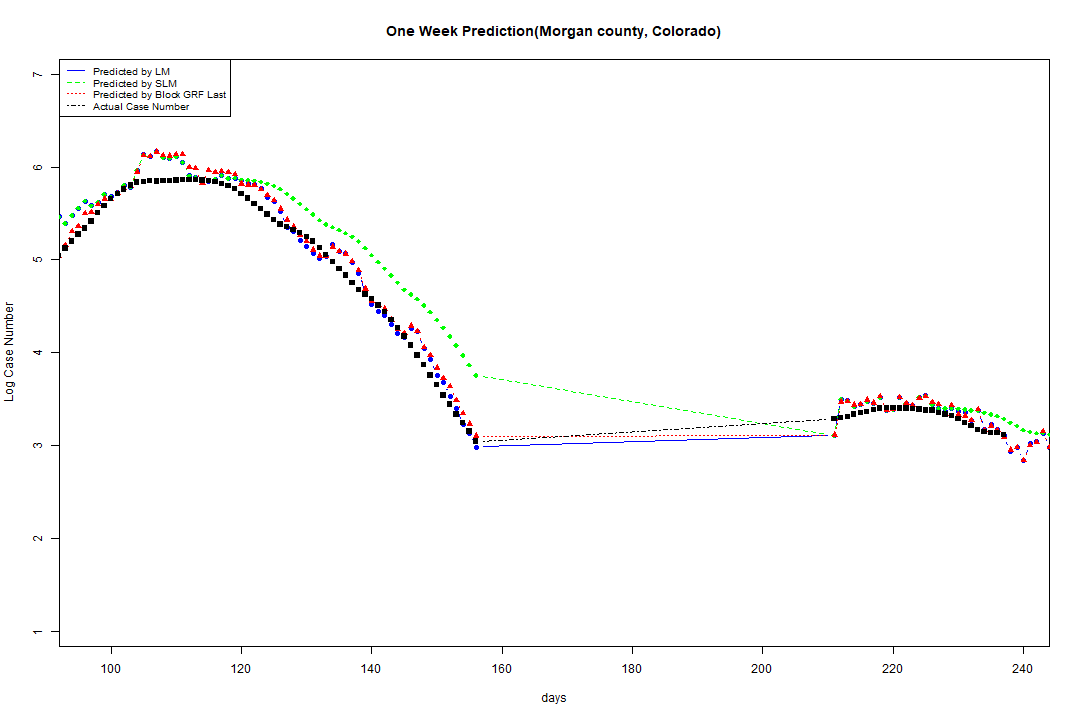 One Week Prediction(Morgan county, Colorado)
Predicted by LM
Predicted by SLM
Predicted by Block GRF Last
Actual Case Number
7
6
5
4
3
2
1
Log Case Number
100 120 140 160 180 200 220 240
days